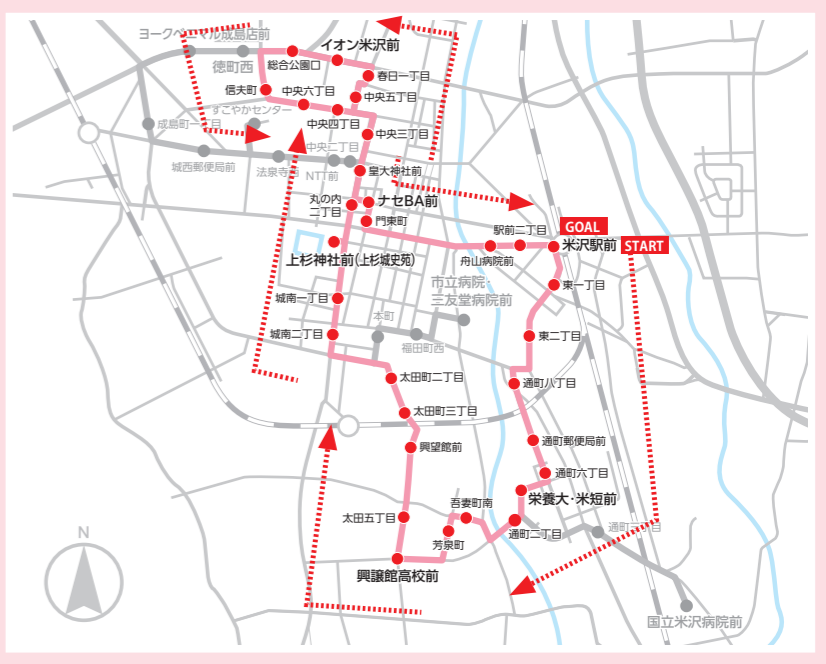 ヨークベニマル成島店前
イオン米沢前
徳町西
総合公園口
春日一丁目
信夫町
中央六丁目
中央五丁目
すこやかセンター
成島町一丁目
中央四丁目
中央三丁目
中央二丁目
城西郵便局前
法泉寺前
NTT前
皇大神社前
丸の内
二丁目
ナセBA前
門東町
駅前二丁目
GOAL
米沢駅前
START
上杉神社前(上杉城史苑)
舟山病院前
市立病院・
三友堂病院前
東一丁目
城南一丁目
本町
城南二丁目
福田町西
東二丁目
太田町二丁目
通町八丁目
太田町三丁目
興望館前
通町郵便局前
通町六丁目
栄養大・米短前
吾妻町南
太田五丁目
通町二丁目
芳泉町
興譲館高校前
国立米沢病院前
N